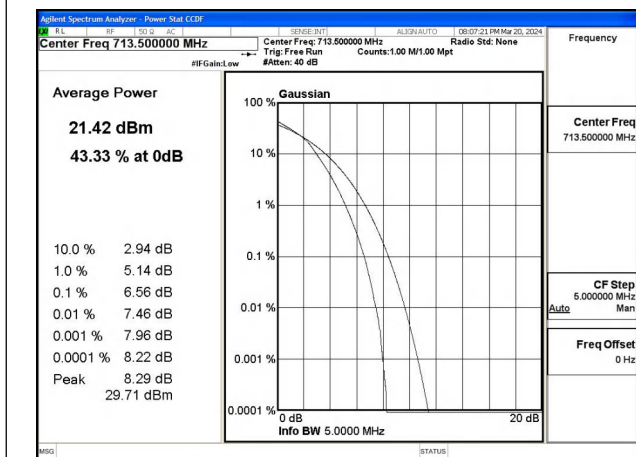 Agilent Spectrum Analyzer - Power Stat CCDF
RL RF 50 Ω AC SENSE:INT ALIGN AUTO 08:07:21 PM Mar 20, 2024
Center Freq 713.500000 MHz
Center Freq: 713.500000 MHz Radio Std: None
Trig: Free Run Counts:1.00 M/1.00 Mpt
#IFGain:Low #Atten: 40 dB
Frequency
Average Power
21.42 dBm
43.33 % at 0dB
10.0 % 2.94 dB
1.0 % 5.14 dB
0.1 % 6.56 dB
0.01 % 7.46 dB
0.001 % 7.96 dB
0.0001 % 8.22 dB
Peak 8.29 dB
29.71 dBm
Gaussian
100 %
10 %
1 %
0.1 %
0.01 %
0.001 %
0.0001 %
0 dB 20 dB
Info BW 5.0000 MHz
Center Freq
713.500000 MHz
CF Step
5.000000 MHz
Auto Man
Freq Offset
0 Hz
MSG STATUS